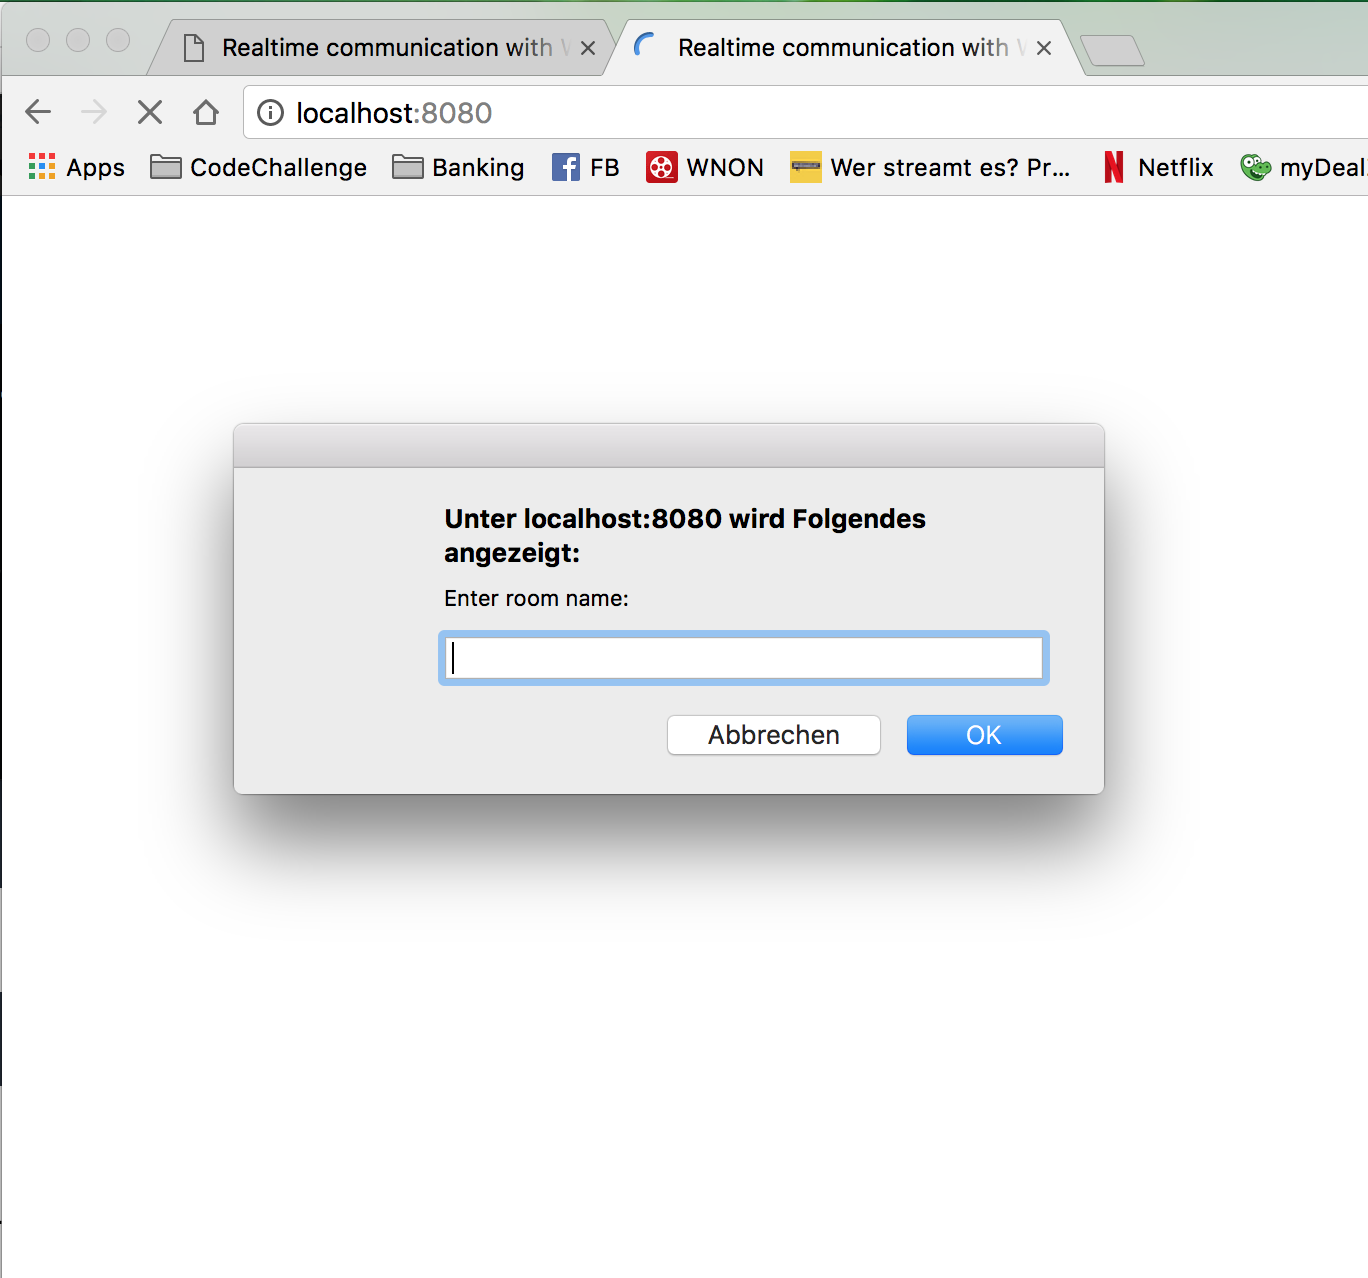 Realtime communication with
Realtime communication with
localhost:8080
Apps
CodeChallenge
Banking
FB
WNON
Wer streamt es? Pr...
Netflix
myDeal
Unter localhost:8080 wird Folgendes
angezeigt:
Enter room name:
Abbrechen
OK